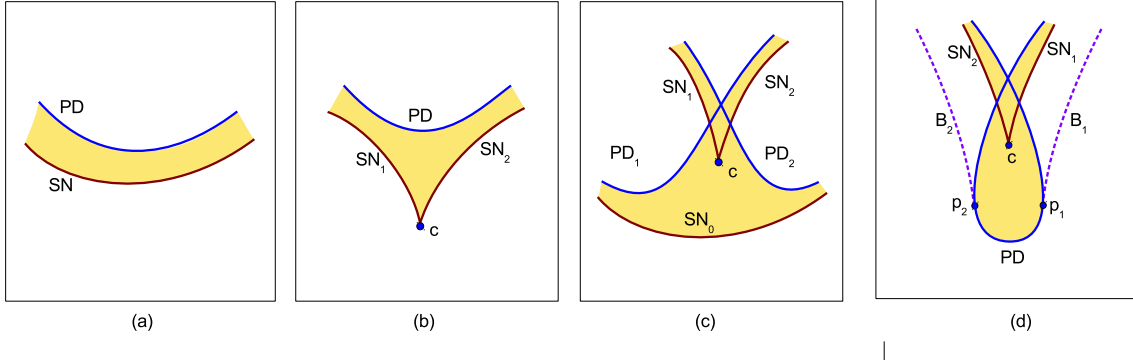 PD
SN
(a)
PD
SN₁
SN₂
c
(b)
SN₁
SN₂
PD₁
PD₂
c
SN₀
(c)
SN₂
SN₁
B₂
B₁
c
p₂
p₁
PD
(d)